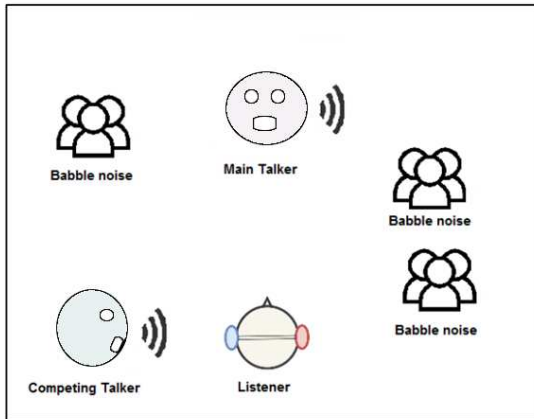 Babble noise
Main Talker
Babble noise
Babble noise
Competing Talker
Listener